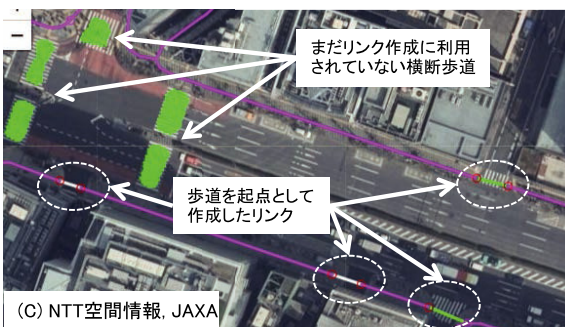 まだリンク作成に利用
されていない横断歩道
歩道を起点として
作成したリンク
(C) NTT空間情報, JAXA